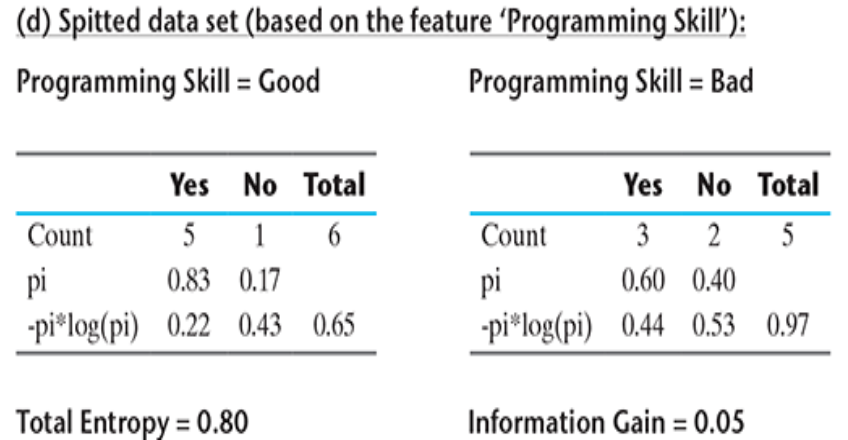 (d) Spitted data set (based on the feature ‘Programming Skill’):
Programming Skill = Good
Yes No Total
Count 5 1 6
pi 0.83 0.17
-pi*log(pi) 0.22 0.43 0.65
Total Entropy = 0.80
Programming Skill = Bad
Yes No Total
Count 3 2 5
pi 0.60 0.40
-pi*log(pi) 0.44 0.53 0.97
Information Gain = 0.05